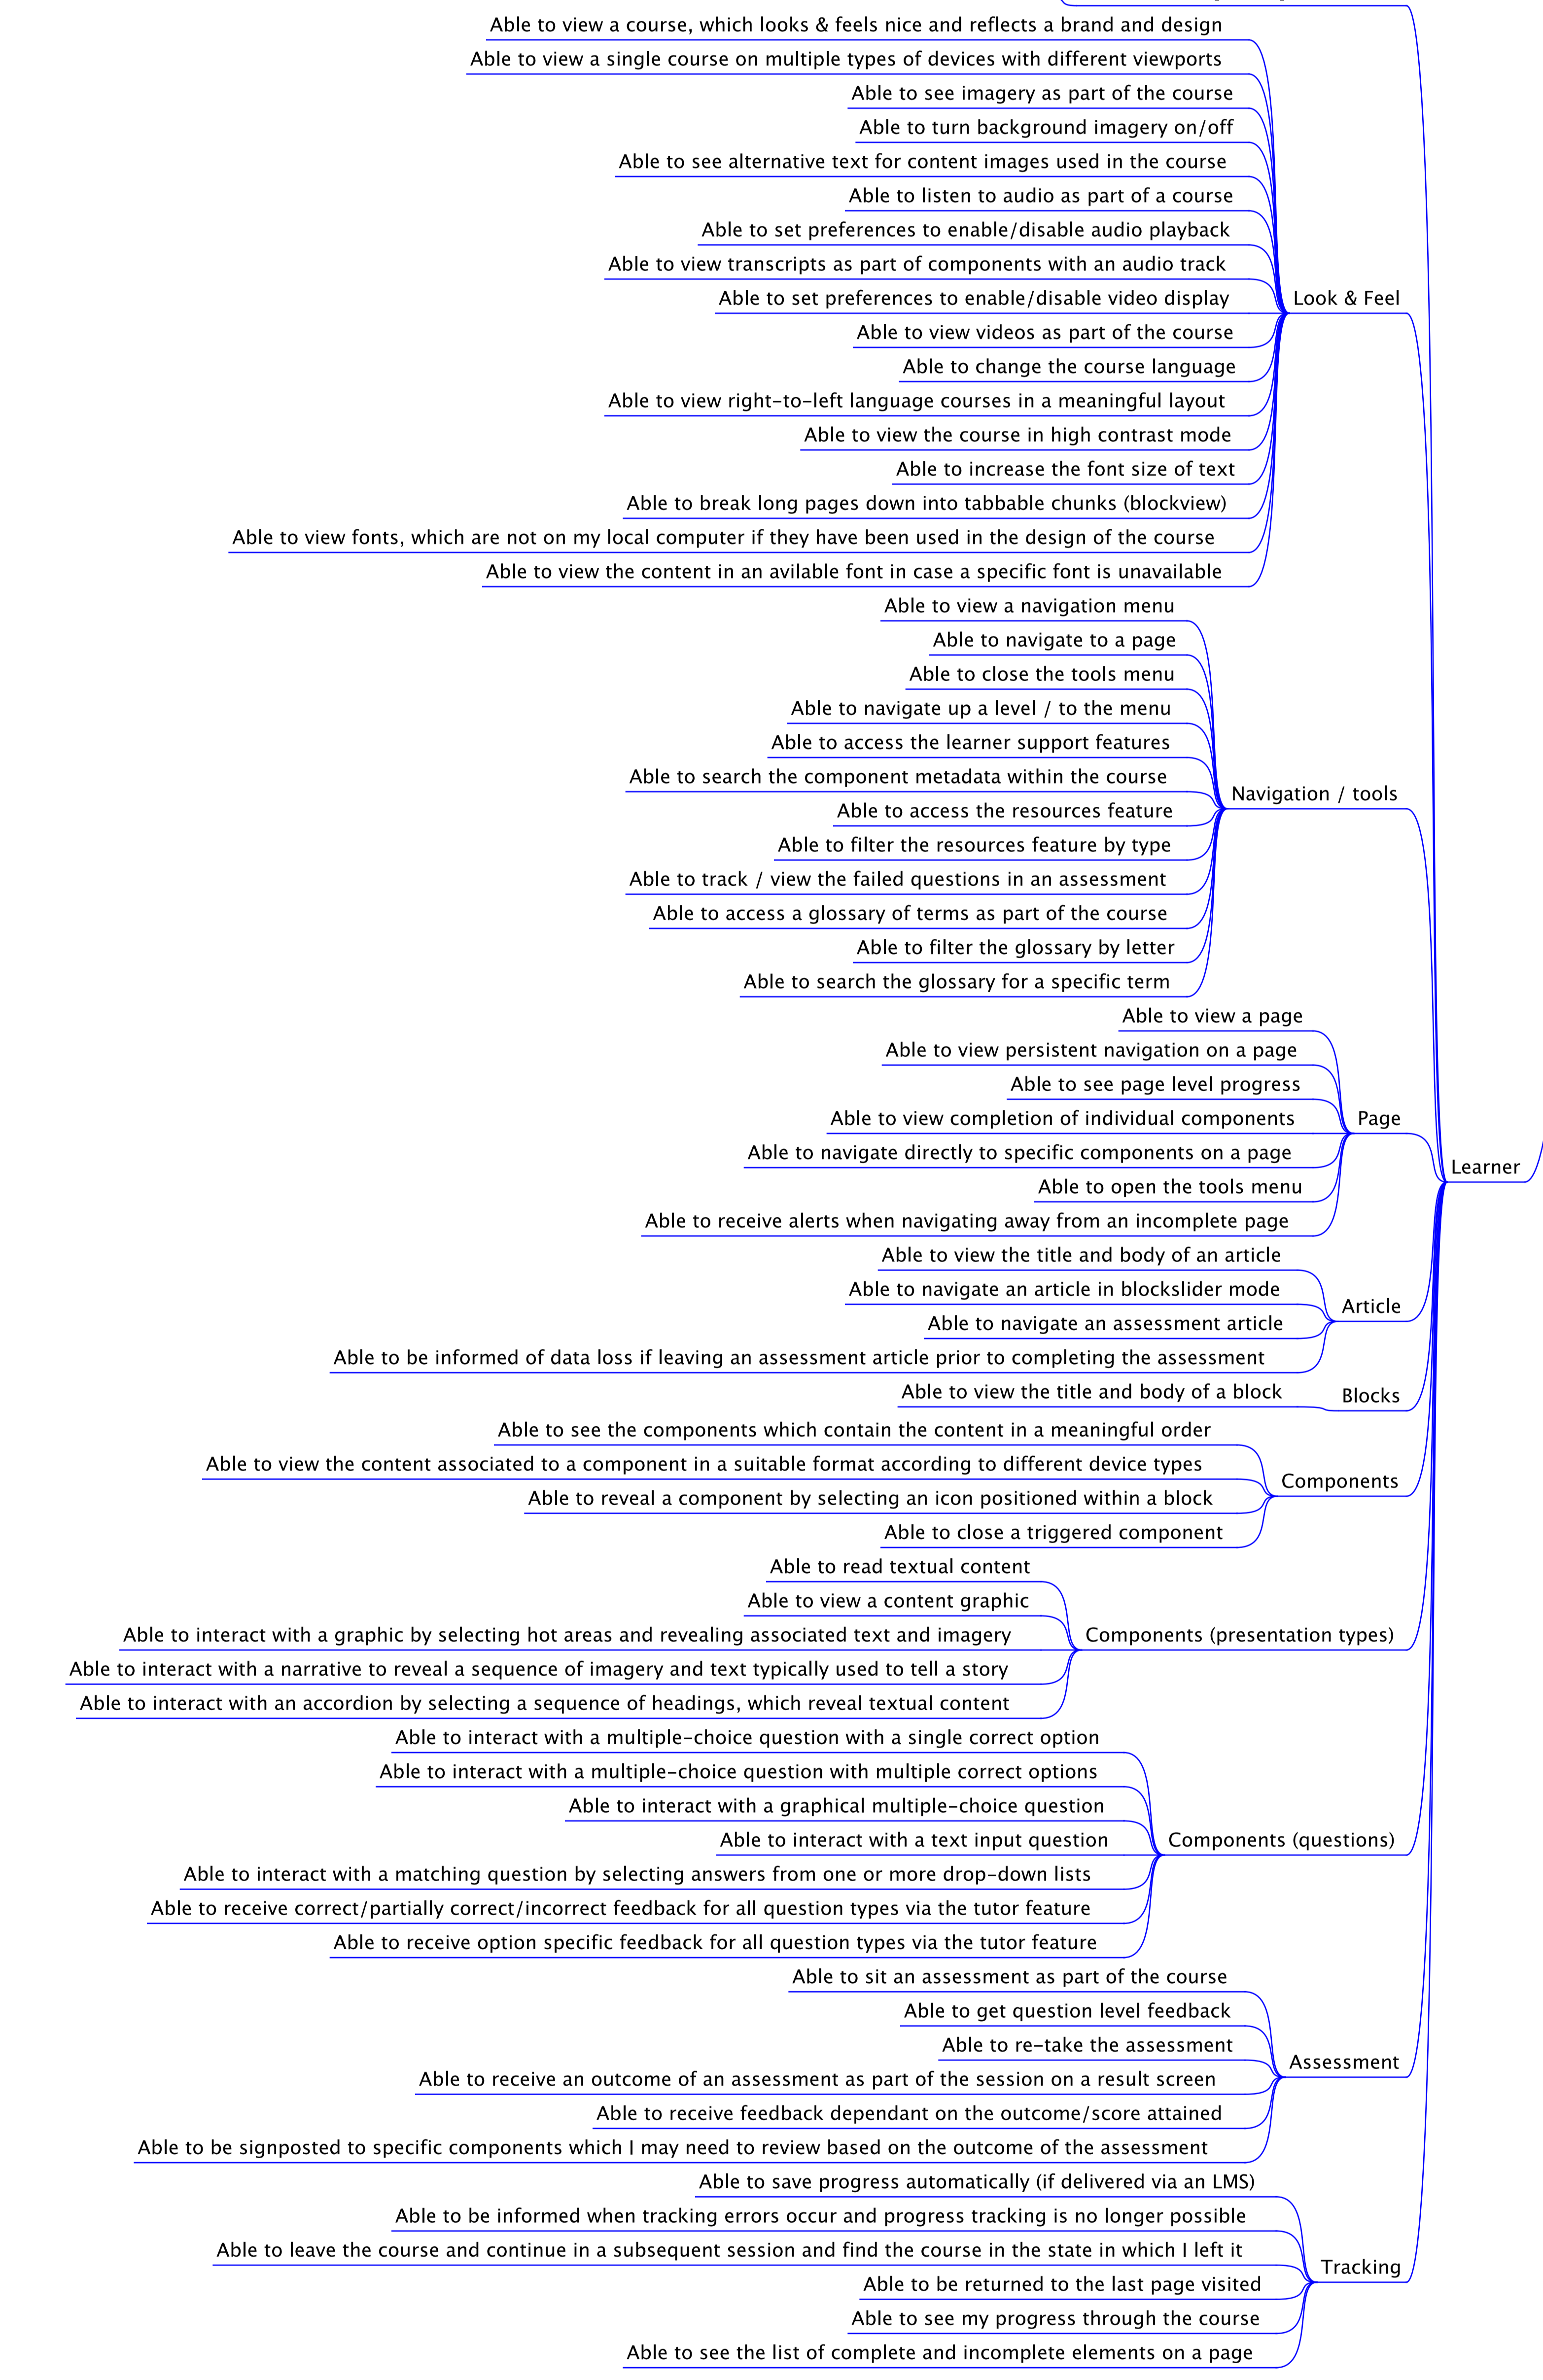 Able to view a course, which looks & feels nice and reflects a brand and design
Able to view a single course on multiple types of devices with different viewports
Able to see imagery as part of the course
Able to turn background imagery on/off
Able to see alternative text for content images used in the course
Able to listen to audio as part of a course
Able to set preferences to enable/disable audio playback
Able to view transcripts as part of components with an audio track
Able to set preferences to enable/disable video display
Look & Feel
Able to view videos as part of the course
Able to change the course language
Able to view right-to-left language courses in a meaningful layout
Able to view the course in high contrast mode
Able to increase the font size of text
Able to break long pages down into tabbable chunks (blockview)
Able to view fonts, which are not on my local computer if they have been used in the design of the course
Able to view the content in an avilable font in case a specific font is unavailable
Able to view a navigation menu
Able to navigate to a page
Able to close the tools menu
Able to navigate up a level / to the menu
Able to access the learner support features
Able to search the component metadata within the course
Navigation / tools
Able to access the resources feature
Able to filter the resources feature by type
Able to track / view the failed questions in an assessment
Able to access a glossary of terms as part of the course
Able to filter the glossary by letter
Able to search the glossary for a specific term
Able to view a page
Able to view persistent navigation on a page
Able to see page level progress
Able to view completion of individual components
Page
Able to navigate directly to specific components on a page
Learner
Able to open the tools menu
Able to receive alerts when navigating away from an incomplete page
Able to view the title and body of an article
Able to navigate an article in blockslider mode
Article
Able to navigate an assessment article
Able to be informed of data loss if leaving an assessment article prior to completing the assessment
Able to view the title and body of a block
Blocks
Able to see the components which contain the content in a meaningful order
Able to view the content associated to a component in a suitable format according to different device types
Components
Able to reveal a component by selecting an icon positioned within a block
Able to close a triggered component
Able to read textual content
Able to view a content graphic
Able to interact with a graphic by selecting hot areas and revealing associated text and imagery
Components (presentation types)
Able to interact with a narrative to reveal a sequence of imagery and text typically used to tell a story
Able to interact with an accordion by selecting a sequence of headings, which reveal textual content
Able to interact with a multiple-choice question with a single correct option
Able to interact with a multiple-choice question with multiple correct options
Able to interact with a graphical multiple-choice question
Able to interact with a text input question
Components (questions)
Able to interact with a matching question by selecting answers from one or more drop-down lists
Able to receive correct/partially correct/incorrect feedback for all question types via the tutor feature
Able to receive option specific feedback for all question types via the tutor feature
Able to sit an assessment as part of the course
Able to get question level feedback
Able to re-take the assessment
Assessment
Able to receive an outcome of an assessment as part of the session on a result screen
Able to receive feedback dependant on the outcome/score attained
Able to be signposted to specific components which I may need to review based on the outcome of the assessment
Able to save progress automatically (if delivered via an LMS)
Able to be informed when tracking errors occur and progress tracking is no longer possible
Able to leave the course and continue in a subsequent session and find the course in the state in which I left it
Tracking
Able to be returned to the last page visited
Able to see my progress through the course
Able to see the list of complete and incomplete elements on a page